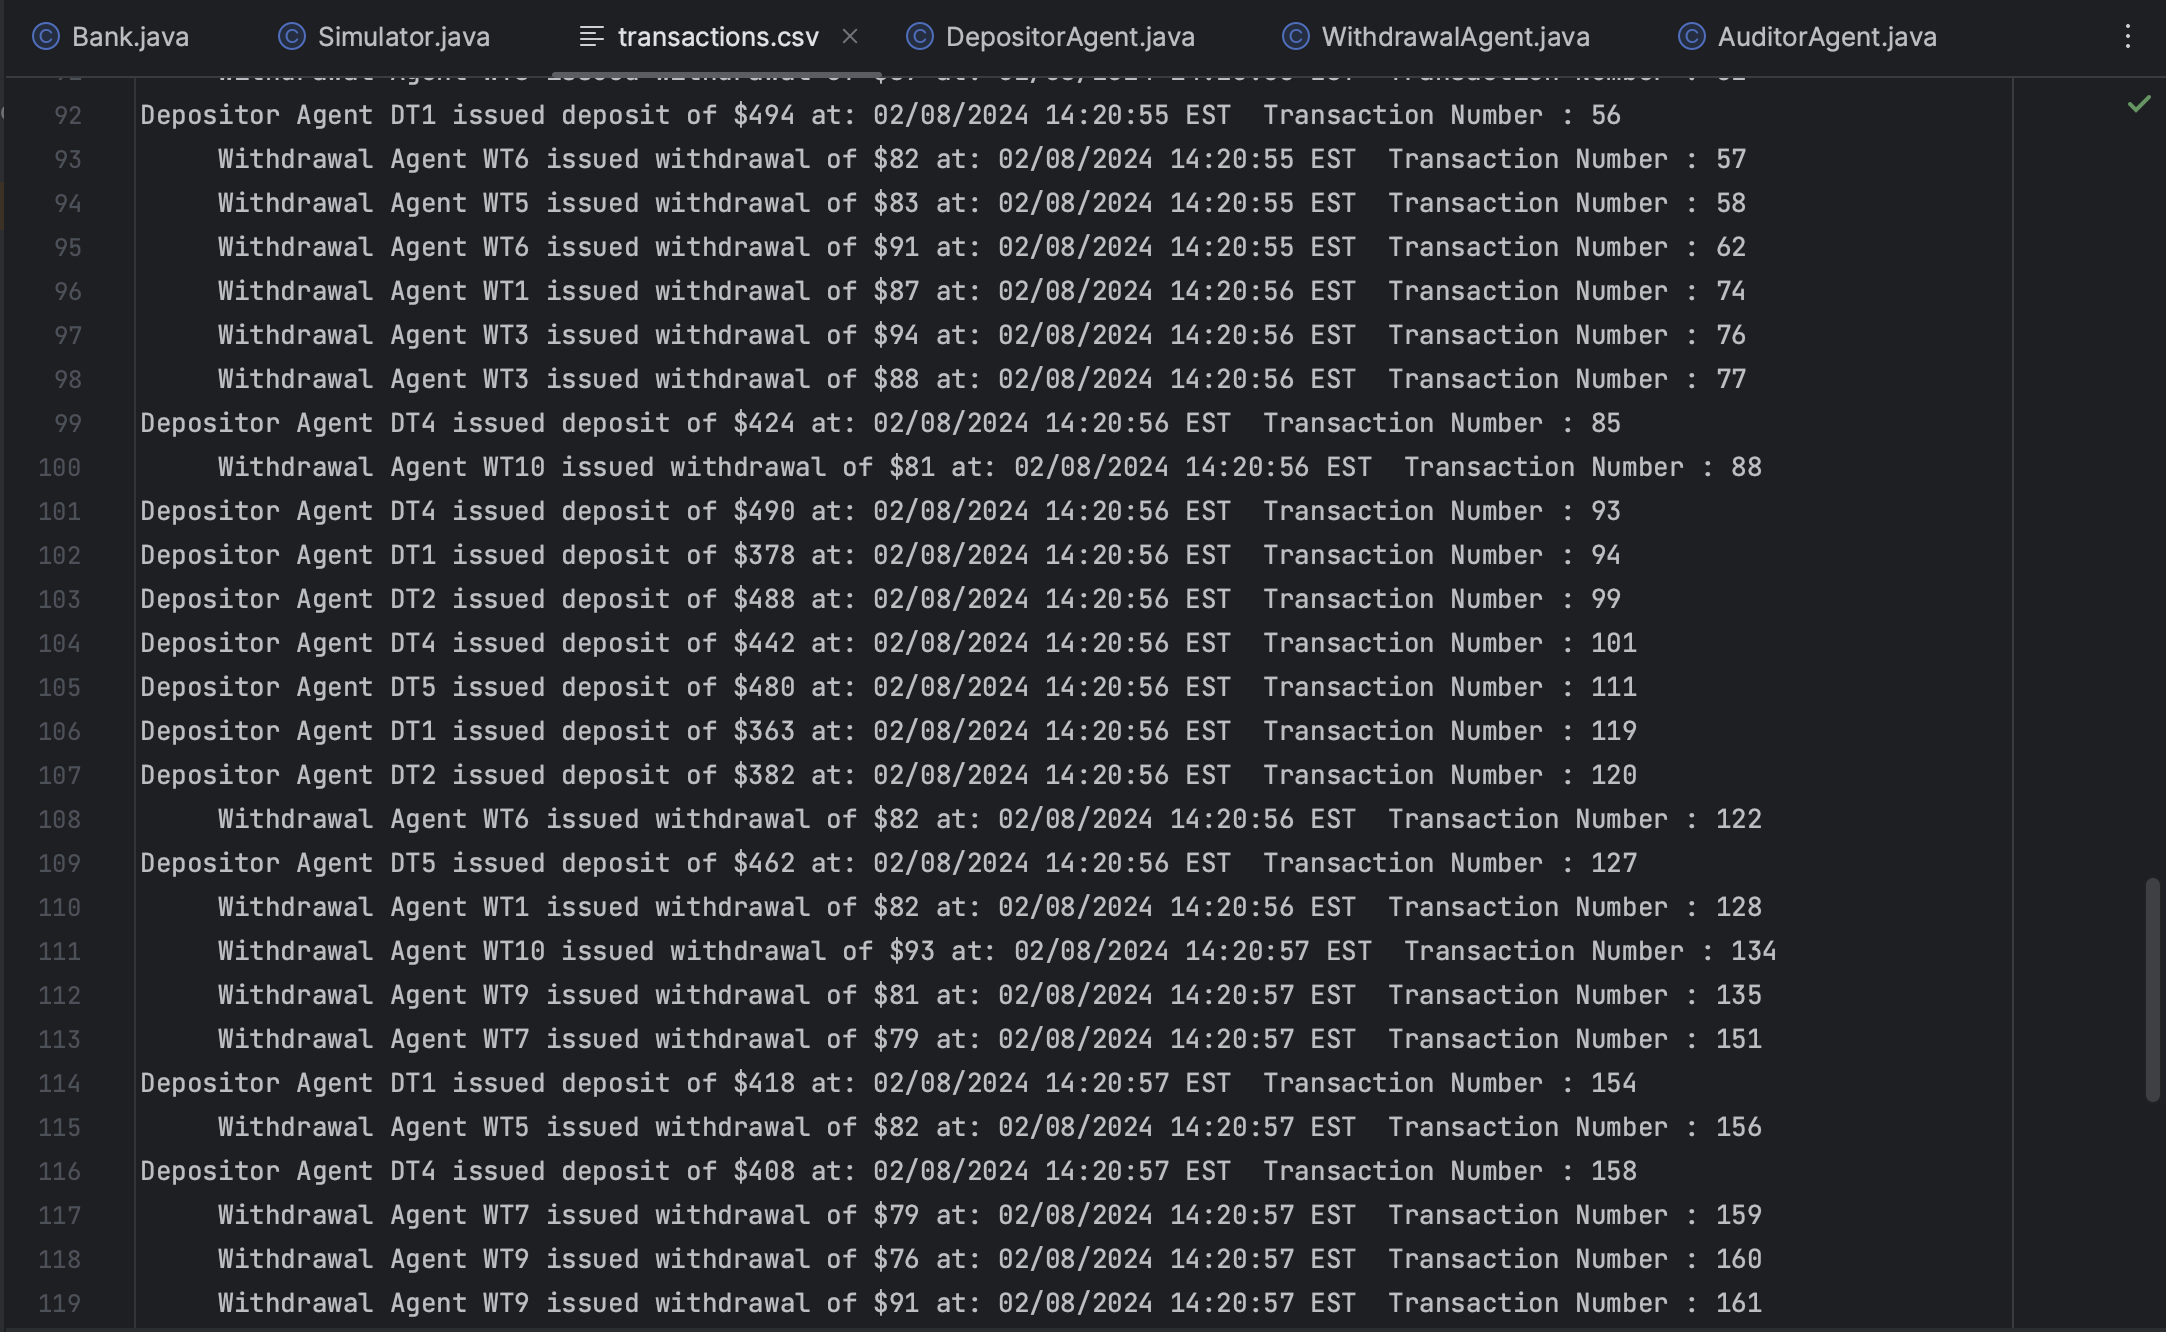 Bank.java Simulator.java transactions.csv DepositorAgent.java WithdrawalAgent.java AuditorAgent.java
92 Depositor Agent DT1 issued deposit of $494 at: 02/08/2024 14:20:55 EST  Transaction Number : 56
93 Withdrawal Agent WT6 issued withdrawal of $82 at: 02/08/2024 14:20:55 EST  Transaction Number : 57
94 Withdrawal Agent WT5 issued withdrawal of $83 at: 02/08/2024 14:20:55 EST  Transaction Number : 58
95 Withdrawal Agent WT6 issued withdrawal of $91 at: 02/08/2024 14:20:55 EST  Transaction Number : 62
96 Withdrawal Agent WT1 issued withdrawal of $87 at: 02/08/2024 14:20:56 EST  Transaction Number : 74
97 Withdrawal Agent WT3 issued withdrawal of $94 at: 02/08/2024 14:20:56 EST  Transaction Number : 76
98 Withdrawal Agent WT3 issued withdrawal of $88 at: 02/08/2024 14:20:56 EST  Transaction Number : 77
99 Depositor Agent DT4 issued deposit of $424 at: 02/08/2024 14:20:56 EST  Transaction Number : 85
100 Withdrawal Agent WT10 issued withdrawal of $81 at: 02/08/2024 14:20:56 EST  Transaction Number : 88
101 Depositor Agent DT4 issued deposit of $490 at: 02/08/2024 14:20:56 EST  Transaction Number : 93
102 Depositor Agent DT1 issued deposit of $378 at: 02/08/2024 14:20:56 EST  Transaction Number : 94
103 Depositor Agent DT2 issued deposit of $488 at: 02/08/2024 14:20:56 EST  Transaction Number : 99
104 Depositor Agent DT4 issued deposit of $442 at: 02/08/2024 14:20:56 EST  Transaction Number : 101
105 Depositor Agent DT5 issued deposit of $480 at: 02/08/2024 14:20:56 EST  Transaction Number : 111
106 Depositor Agent DT1 issued deposit of $363 at: 02/08/2024 14:20:56 EST  Transaction Number : 119
107 Depositor Agent DT2 issued deposit of $382 at: 02/08/2024 14:20:56 EST  Transaction Number : 120
108 Withdrawal Agent WT6 issued withdrawal of $82 at: 02/08/2024 14:20:56 EST  Transaction Number : 122
109 Depositor Agent DT5 issued deposit of $462 at: 02/08/2024 14:20:56 EST  Transaction Number : 127
110 Withdrawal Agent WT1 issued withdrawal of $82 at: 02/08/2024 14:20:56 EST  Transaction Number : 128
111 Withdrawal Agent WT10 issued withdrawal of $93 at: 02/08/2024 14:20:57 EST  Transaction Number : 134
112 Withdrawal Agent WT9 issued withdrawal of $81 at: 02/08/2024 14:20:57 EST  Transaction Number : 135
113 Withdrawal Agent WT7 issued withdrawal of $79 at: 02/08/2024 14:20:57 EST  Transaction Number : 151
114 Depositor Agent DT1 issued deposit of $418 at: 02/08/2024 14:20:57 EST  Transaction Number : 154
115 Withdrawal Agent WT5 issued withdrawal of $82 at: 02/08/2024 14:20:57 EST  Transaction Number : 156
116 Depositor Agent DT4 issued deposit of $408 at: 02/08/2024 14:20:57 EST  Transaction Number : 158
117 Withdrawal Agent WT7 issued withdrawal of $79 at: 02/08/2024 14:20:57 EST  Transaction Number : 159
118 Withdrawal Agent WT9 issued withdrawal of $76 at: 02/08/2024 14:20:57 EST  Transaction Number : 160
119 Withdrawal Agent WT9 issued withdrawal of $91 at: 02/08/2024 14:20:57 EST  Transaction Number : 161